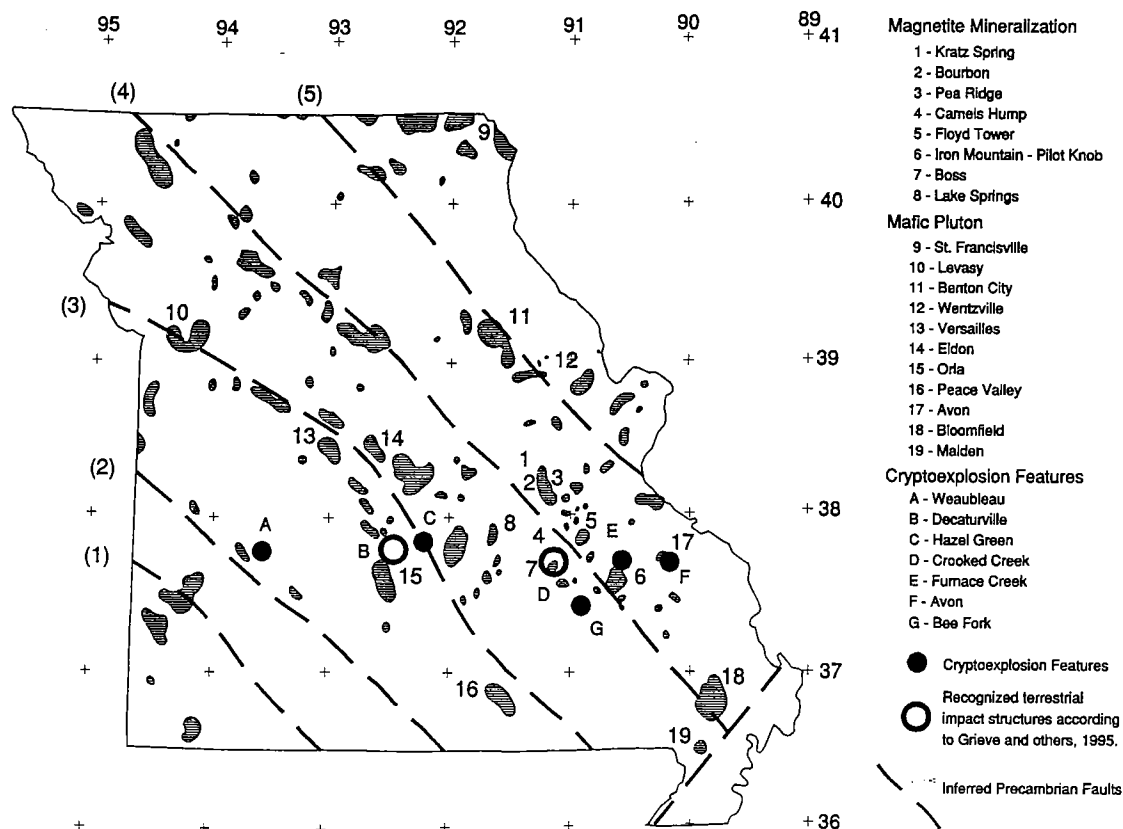 95 94 93 92 91 90 89
41
(4) (5)
9
40
(3)
10
11
39
12
13 14
(2)
1
2 3
38
A
B
C
8
4
5
E
17
(1)
15
7
6
F
D
G
37
16
18
19
36
Magnetite Mineralization
1 - Kratz Spring
2 - Bourbon
3 - Pea Ridge
4 - Camels Hump
5 - Floyd Tower
6 - Iron Mountain - Pilot Knob
7 - Boss
8 - Lake Springs
Mafic Pluton
9 - St. Francisville
10 - Levasy
11 - Benton City
12 - Wentzville
13 - Versailles
14 - Eldon
15 - Orla
16 - Peace Valley
17 - Avon
18 - Bloomfield
19 - Malden
Cryptoexplosion Features
A - Weaubleau
B - Decaturville
C - Hazel Green
D - Crooked Creek
E - Furnace Creek
F - Avon
G - Bee Fork
Cryptoexplosion Features
Recognized terrestrial
impact structures according
to Grieve and others, 1995.
Inferred Precambrian Faults